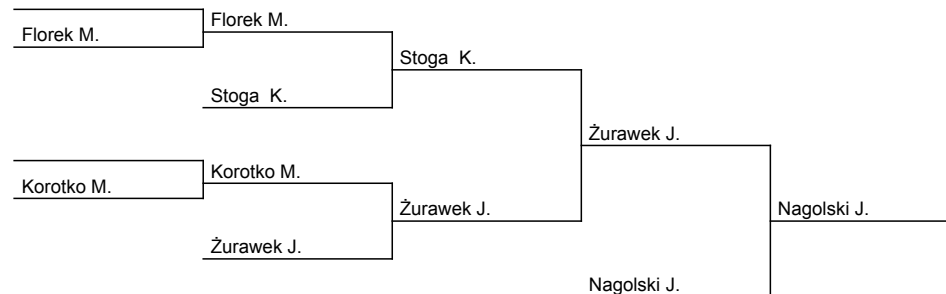 Florek M.
Florek M.
Stoga  K.
Stoga  K.
Żurawek J.
Korotko M.
Korotko M.
Żurawek J.
Nagolski J.
Żurawek J.
Nagolski J.